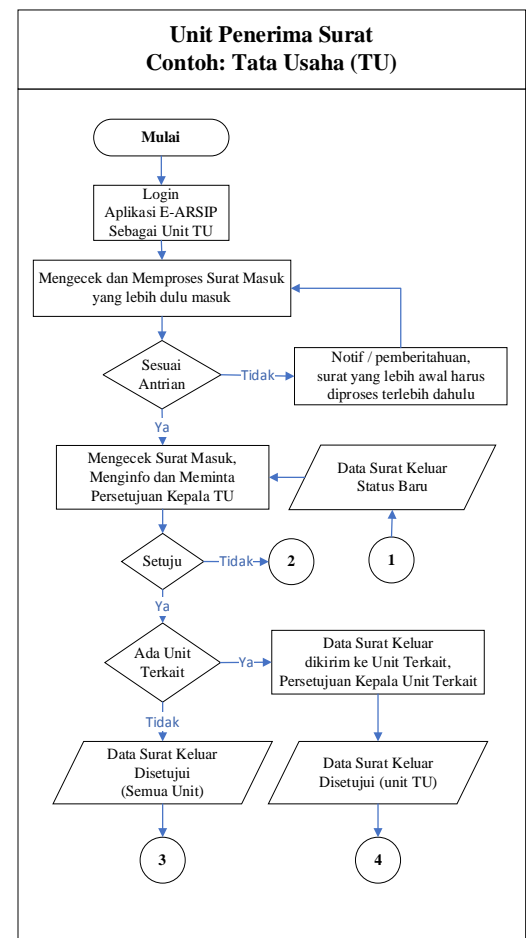 Unit Penerima Surat
Contoh: Tata Usaha (TU)
Mulai
Login
Aplikasi E-ARSIP
Sebagai Unit TU
Mengecek dan Memproses Surat Masuk
yang lebih dulu masuk
Sesuai
Antrian
Tidak
Notif / pemberitahuan,
surat yang lebih awal harus
diproses terlebih dahulu
Ya
Mengecek Surat Masuk,
Menginfo dan Meminta
Persetujuan Kepala TU
Data Surat Keluar
Status Baru
Setuju
Tidak
2
1
Ya
Ada Unit
Terkait
Ya
Data Surat Keluar
dikirim ke Unit Terkait,
Persetujuan Kepala Unit Terkait
Tidak
Data Surat Keluar
Disetujui
(Semua Unit)
Data Surat Keluar
Disetujui (unit TU)
3
4